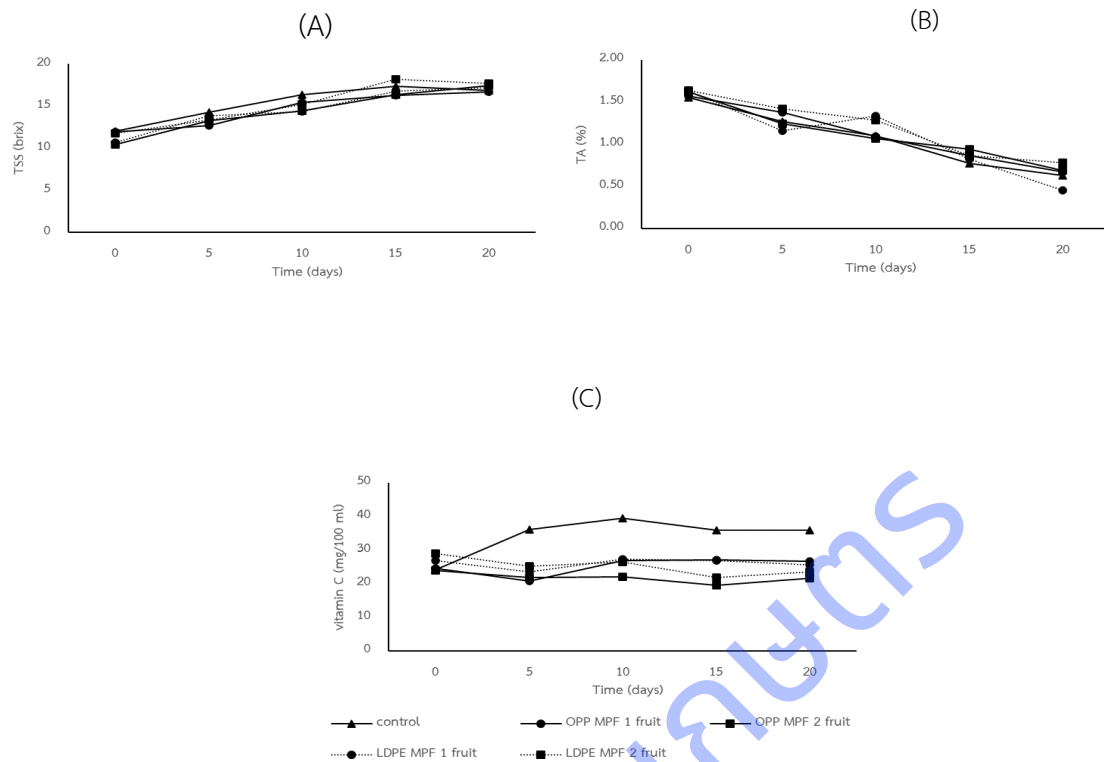 (A)
(B)
20
15
10
5
0
TSS (brix)
0 5 10 15 20
Time (days)
2.00
1.50
1.00
0.50
0.00
TA (%)
0 5 10 15 20
Time (days)
(C)
50
40
30
20
10
0
vitamin C (mg/100 ml)
0 5 10 15 20
Time (days)
control OPP MPF 1 fruit OPP MPF 2 fruit
LDPE MPF 1 fruit LDPE MPF 2 fruit